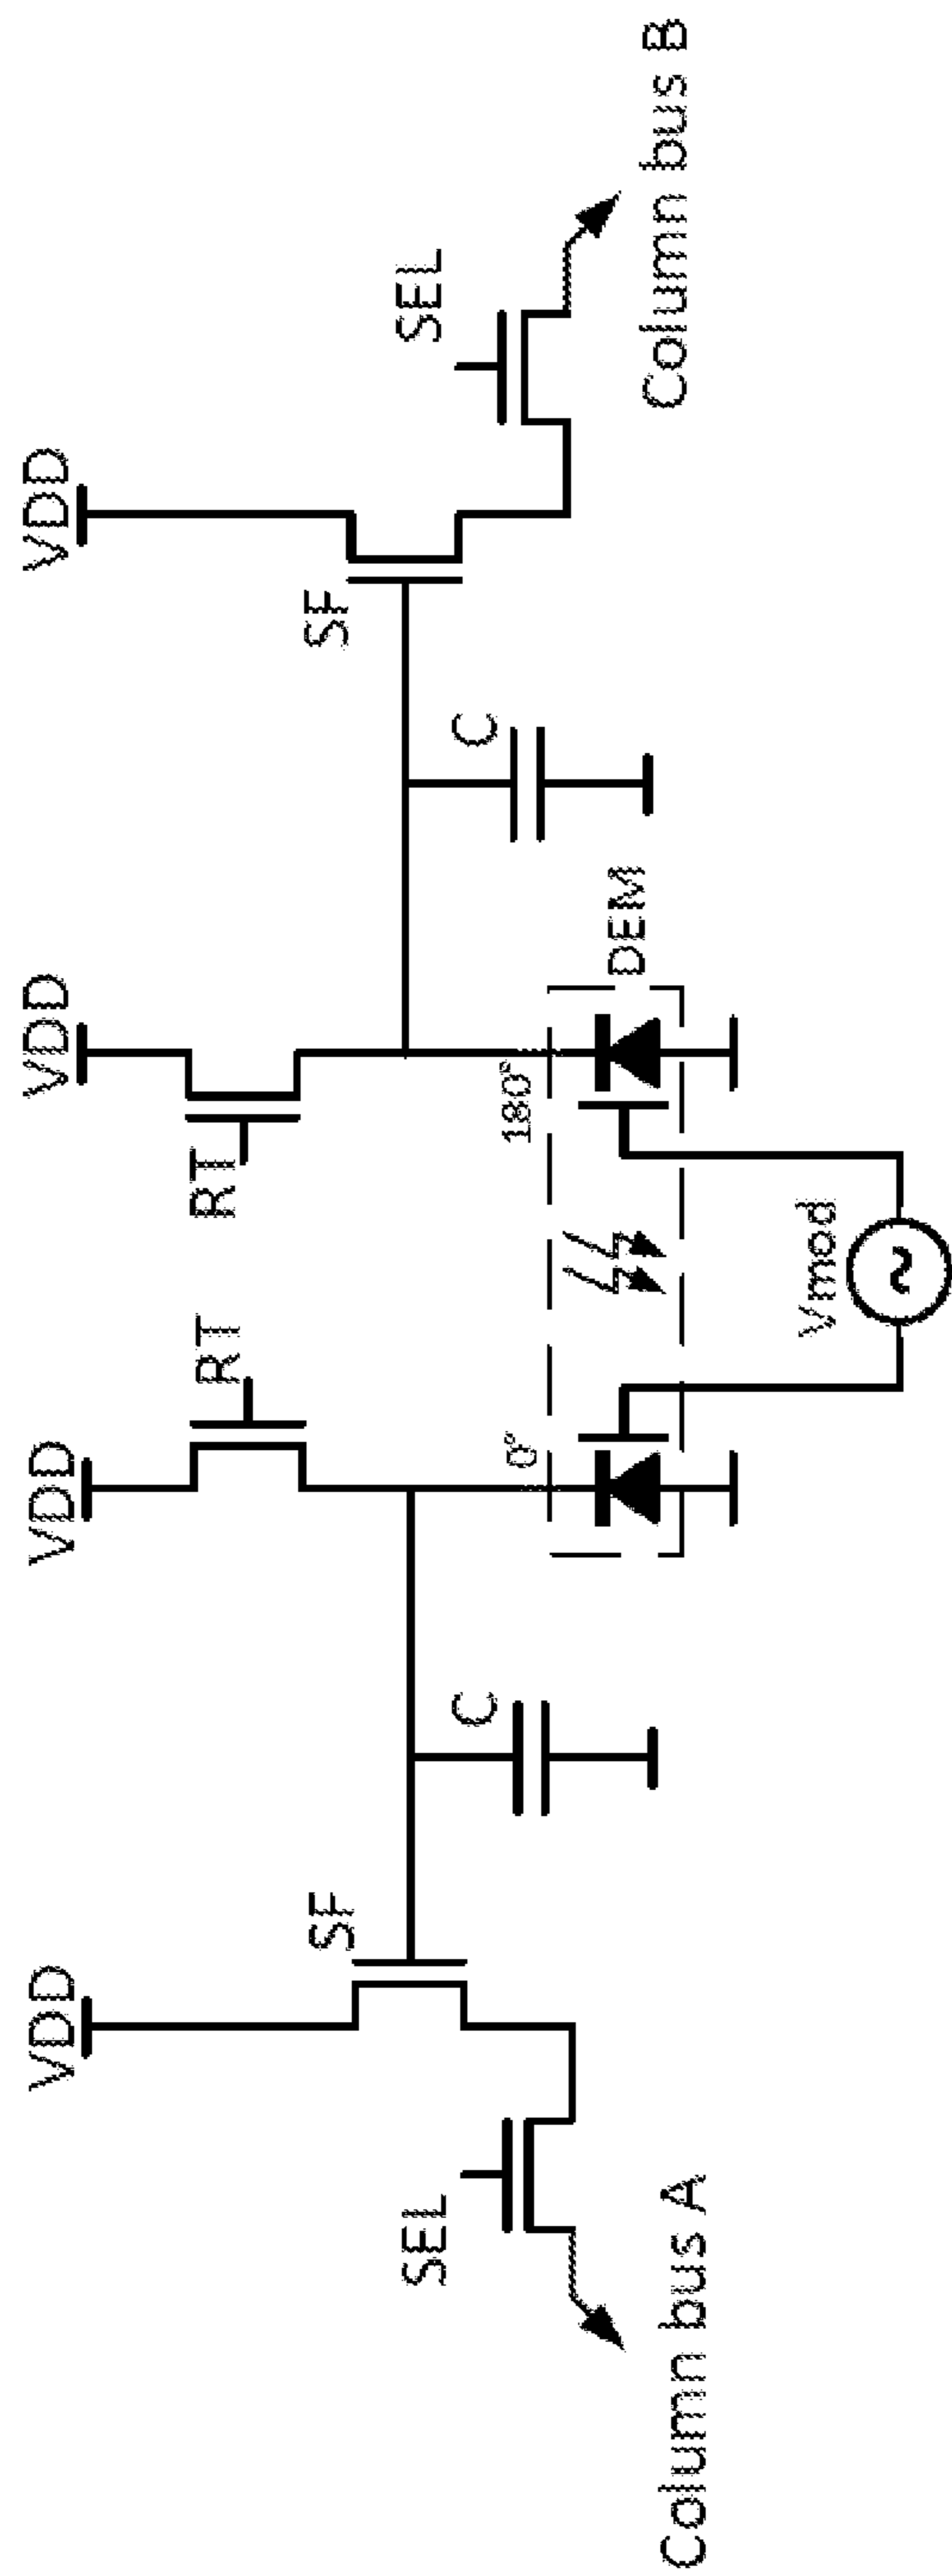 VDD
VDD
VDD
VDD
RT
RT
SF
SF
SEL
C
C
SEL
0°
180°
DEM
Column bus A
Vmod
Column bus B